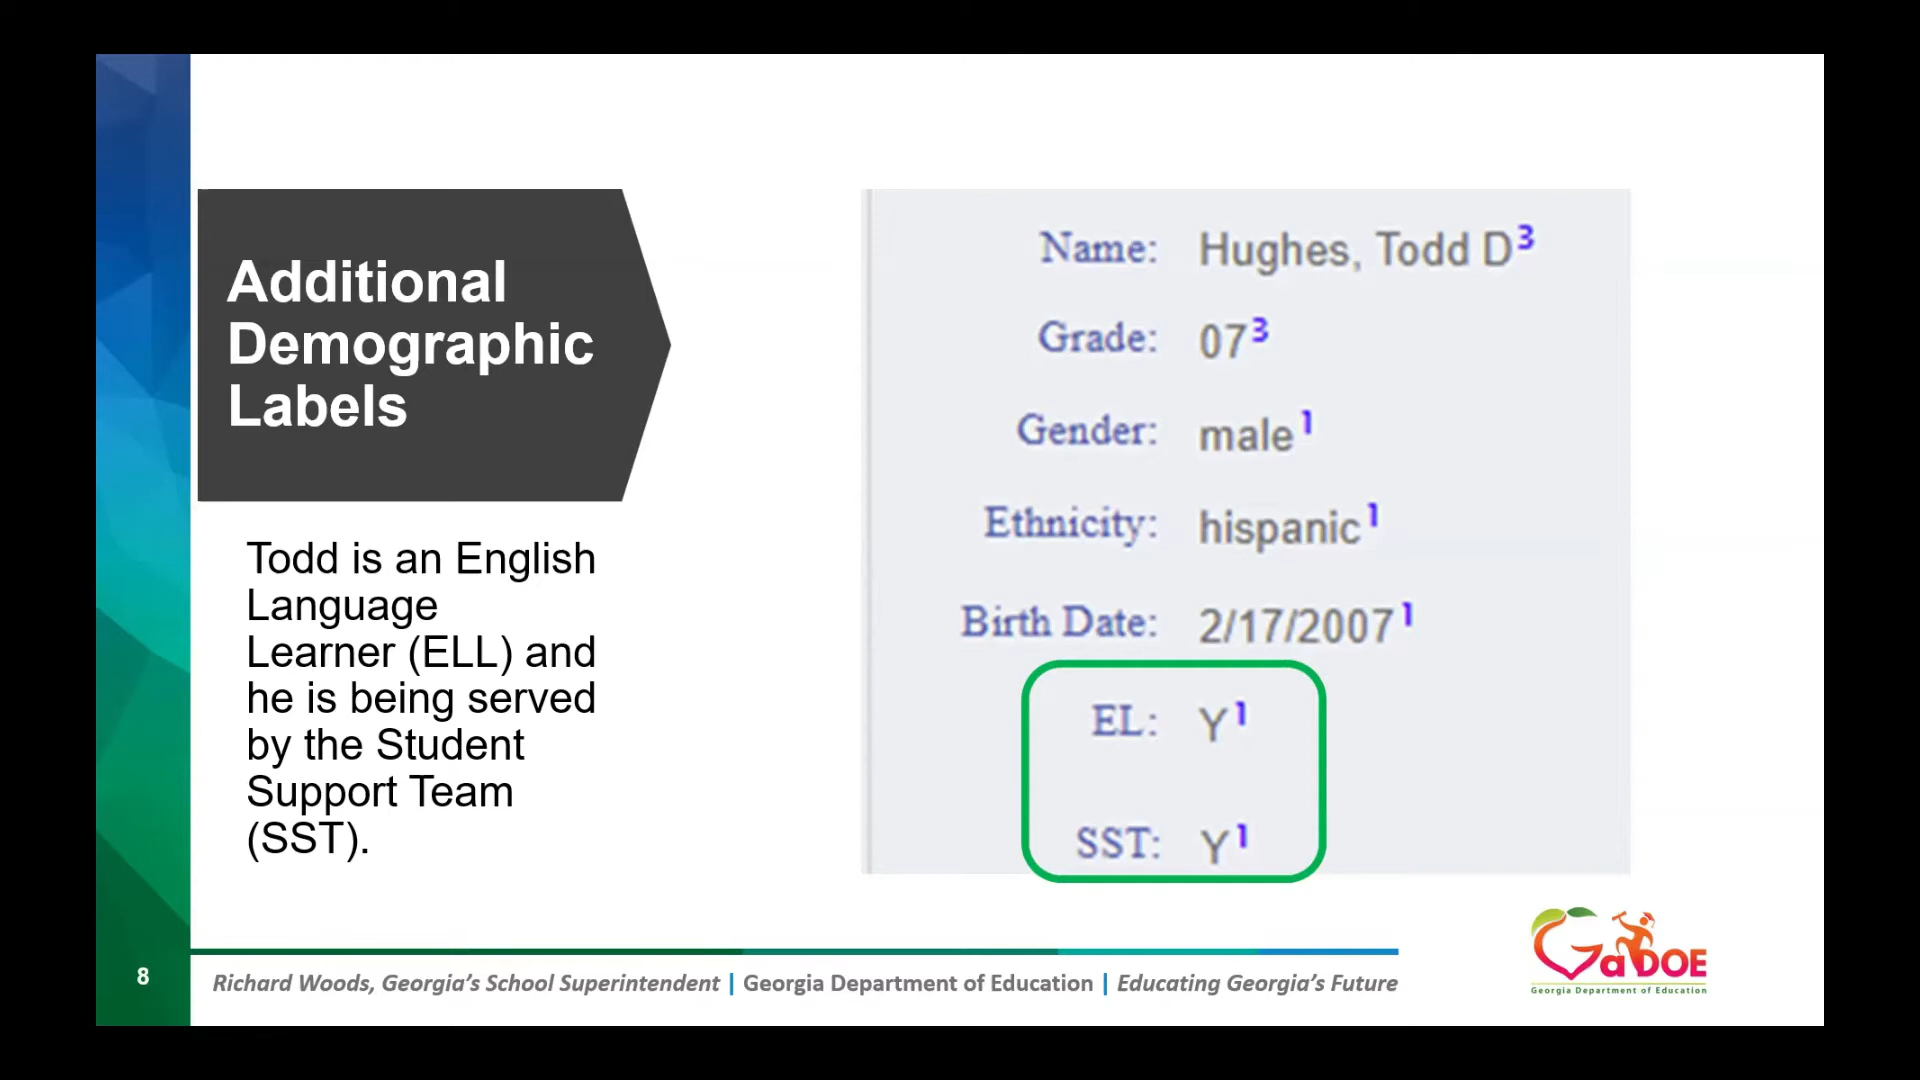 Additional
Demographic
Labels
Todd is an English
Language
Learner (ELL) and
he is being served
by the Student
Support Team
(SST).
Name: Hughes, Todd D3
Grade: 073
Gender: male1
Ethnicity: hispanic1
Birth Date: 2/17/20071
EL: Y1
SST: Y1
8
Richard Woods, Georgia's School Superintendent | Georgia Department of Education | Educating Georgia's Future
GaDOE
Georgia Department of Education